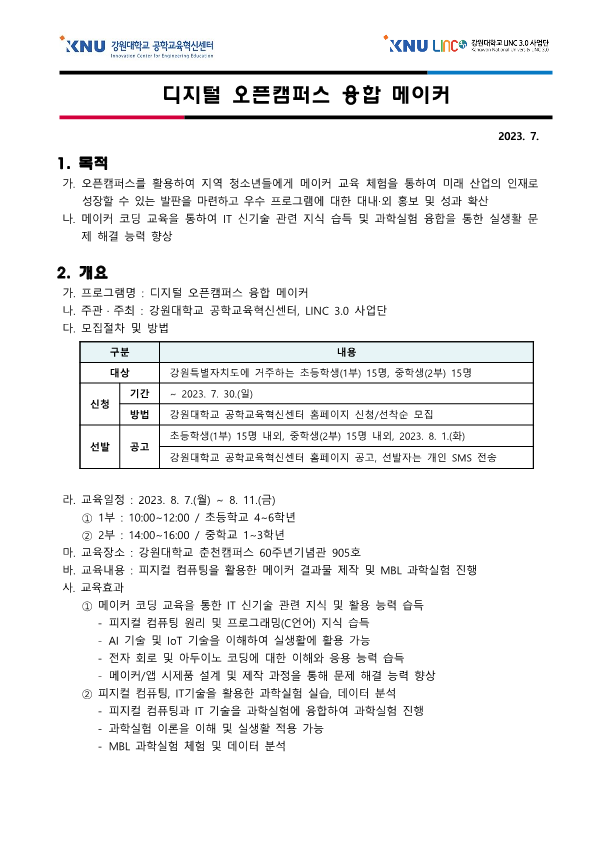 KNU 강원대학교 공학교육혁신센터
Innovation Center for Engineering Education
KNU LINC 3.0 강원대학교 LINC 3.0 사업단
Kangwon National University LINC 3.0
디지털 오픈캠퍼스 융합 메이커
2023. 7.
1. 목적
가. 오픈캠퍼스를 활용하여 지역 청소년들에게 메이커 교육 체험을 통하여 미래 산업의 인재로
성장할 수 있는 발판을 마련하고 우수 프로그램에 대한 대내·외 홍보 및 성과 확산
나. 메이커 코딩 교육을 통하여 IT 신기술 관련 지식 습득 및 과학실험 융합을 통한 실생활 문
제 해결 능력 향상
2. 개요
가. 프로그램명 : 디지털 오픈캠퍼스 융합 메이커
나. 주관 · 주최 : 강원대학교 공학교육혁신센터, LINC 3.0 사업단
다. 모집절차 및 방법
구분 내용
대상 강원특별자치도에 거주하는 초등학생(1부) 15명, 중학생(2부) 15명
신청 기간 ~ 2023. 7. 30.(일)
방법 강원대학교 공학교육혁신센터 홈페이지 신청/선착순 모집
선발 공고 초등학생(1부) 15명 내외, 중학생(2부) 15명 내외, 2023. 8. 1.(화)
강원대학교 공학교육혁신센터 홈페이지 공고, 선발자는 개인 SMS 전송
라. 교육일정 : 2023. 8. 7.(월) ~ 8. 11.(금)
① 1부 : 10:00~12:00 / 초등학교 4~6학년
② 2부 : 14:00~16:00 / 중학교 1~3학년
마. 교육장소 : 강원대학교 춘천캠퍼스 60주년기념관 905호
바. 교육내용 : 피지컬 컴퓨팅을 활용한 메이커 결과물 제작 및 MBL 과학실험 진행
사. 교육효과
① 메이커 코딩 교육을 통한 IT 신기술 관련 지식 및 활용 능력 습득
- 피지컬 컴퓨팅 원리 및 프로그래밍(C언어) 지식 습득
- AI 기술 및 IoT 기술을 이해하여 실생활에 활용 가능
- 전자 회로 및 아두이노 코딩에 대한 이해와 응용 능력 습득
- 메이커/앱 시제품 설계 및 제작 과정을 통해 문제 해결 능력 향상
② 피지컬 컴퓨팅, IT기술을 활용한 과학실험 실습, 데이터 분석
- 피지컬 컴퓨팅과 IT 기술을 과학실험에 융합하여 과학실험 진행
- 과학실험 이론을 이해 및 실생활 적용 가능
- MBL 과학실험 체험 및 데이터 분석